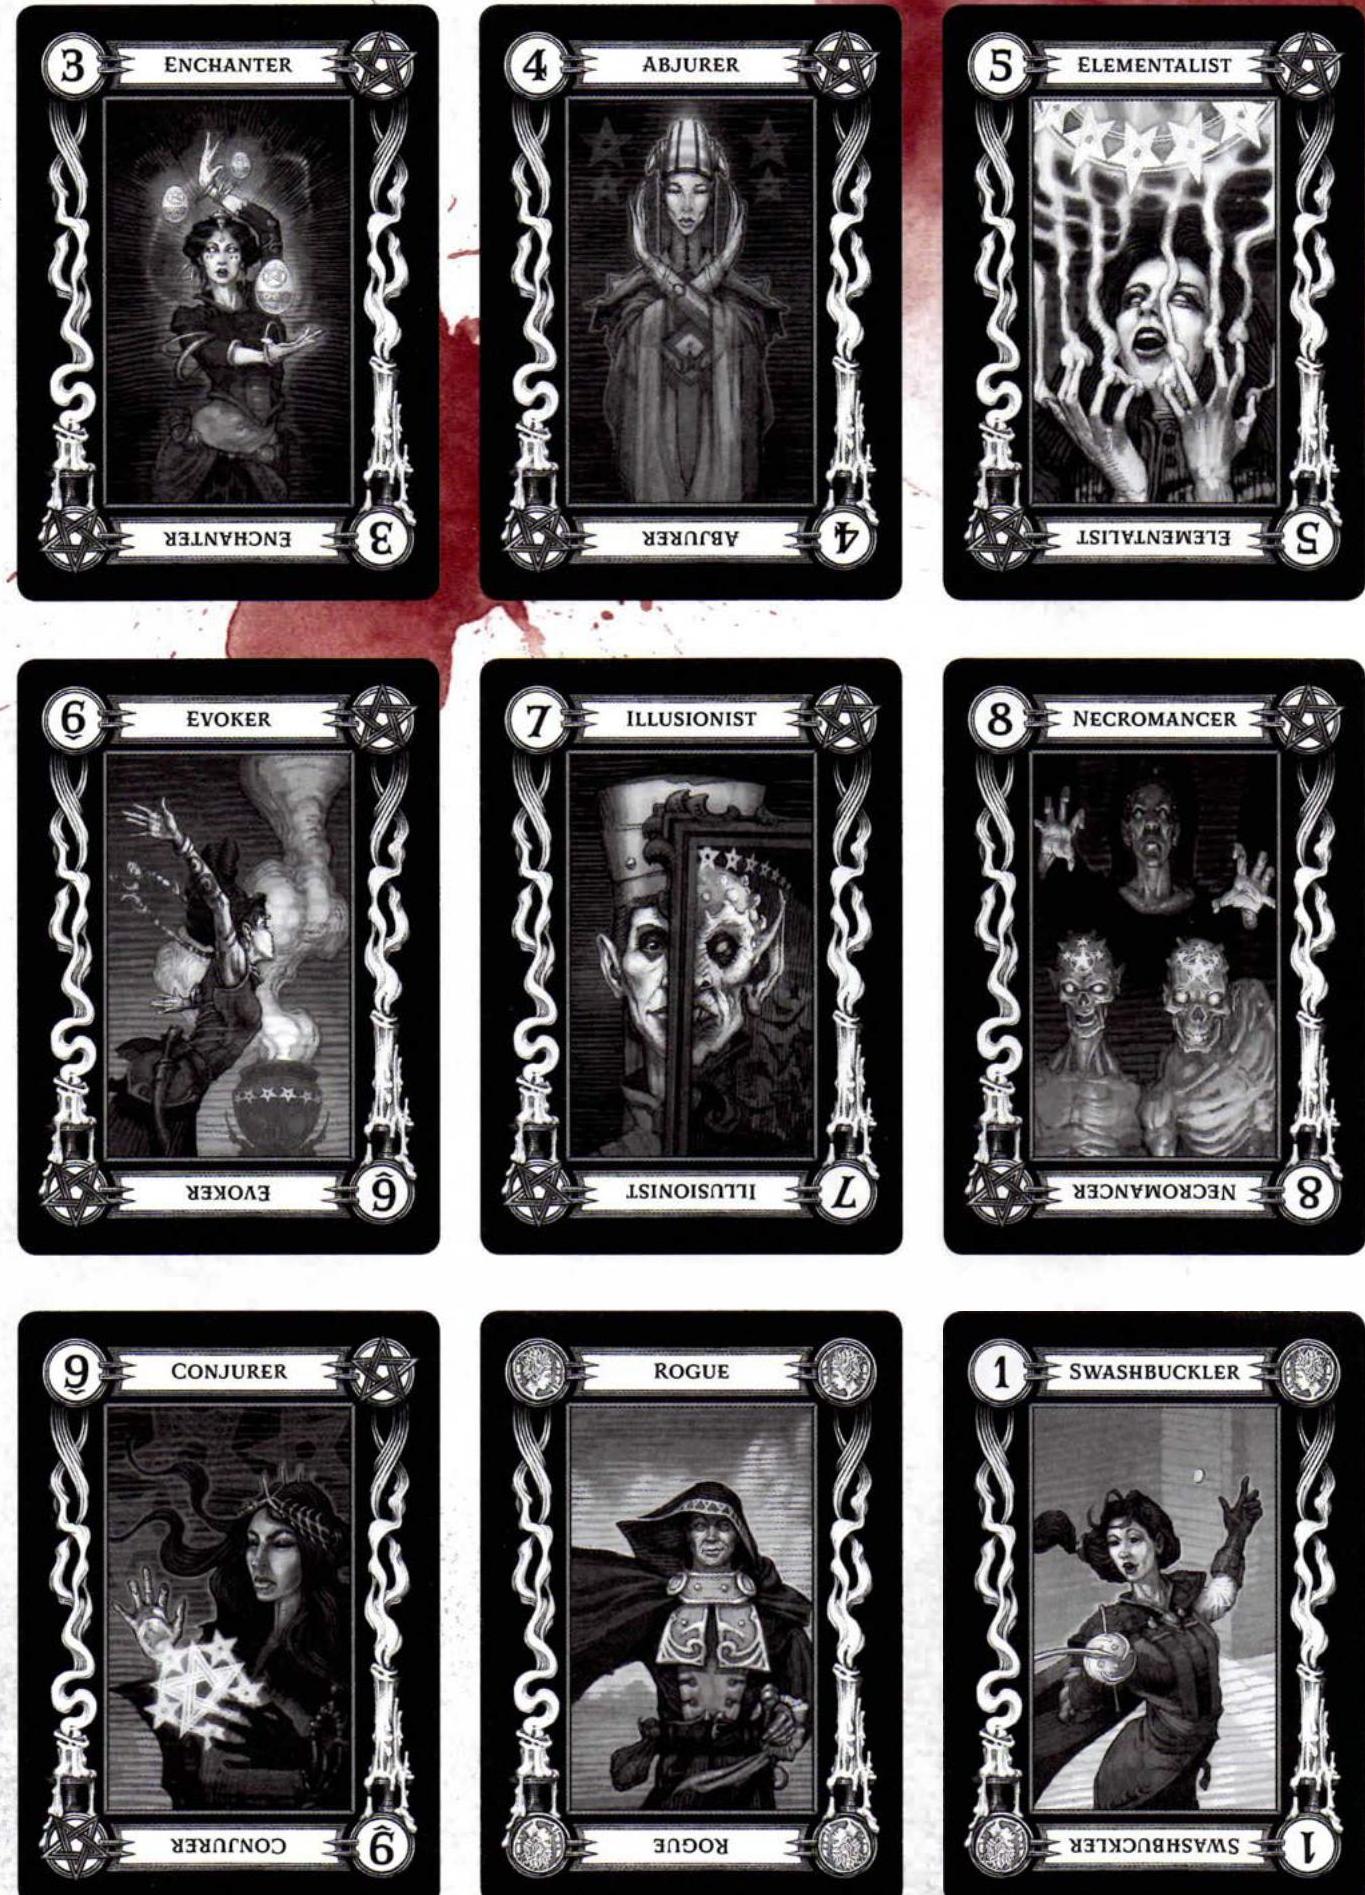 3 ENCHANTER
ENCHANTER 3
4 ABJURER
ABJURER 4
5 ELEMENTALIST
ELEMENTALIST 5
6 EVOKER
EVOKER 6
7 ILLUSIONIST
ILLUSIONIST 7
8 NECROMANCER
NECROMANCER 8
9 CONJURER
CONJURER 9
ROGUE
ROGUE
1 SWASHBUCKLER
SWASHBUCKLER 1